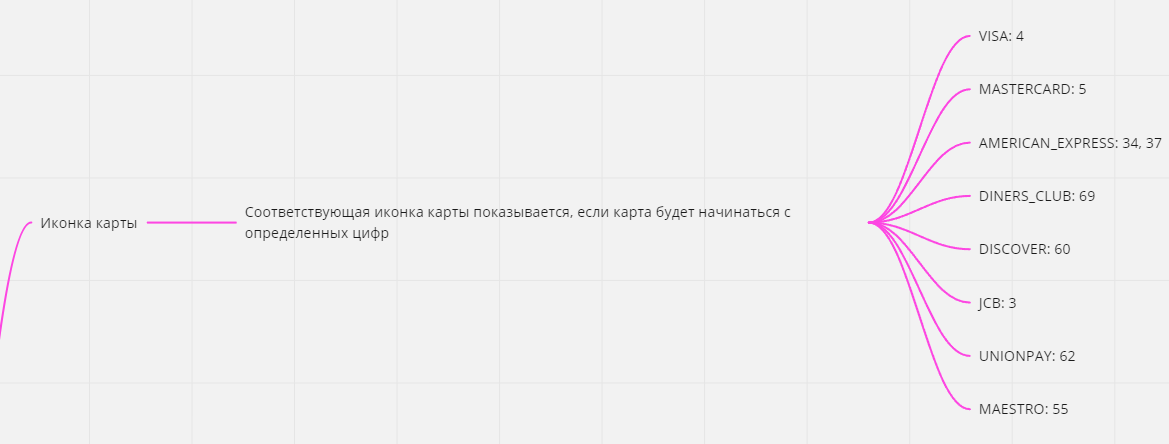 Иконка карты
Соответствующая иконка карты показывается, если карта будет начинаться с
определенных цифр
VISA: 4
MASTERCARD: 5
AMERICAN_EXPRESS: 34, 37
DINERS_CLUB: 69
DISCOVER: 60
JCB: 3
UNIONPAY: 62
MAESTRO: 55